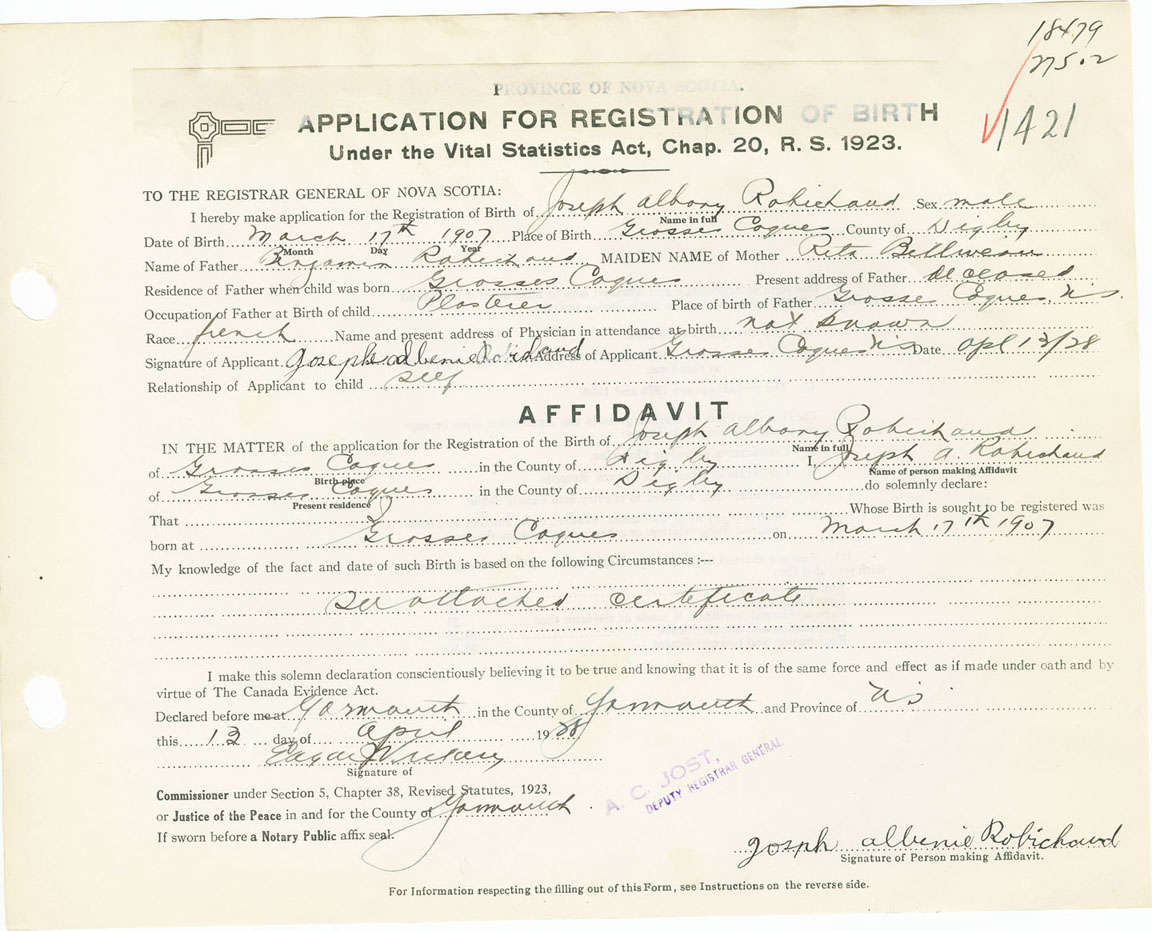 18479
275.2
1421
PROVINCE OF NOVA SCOTIA.
APPLICATION FOR REGISTRATION OF BIRTH
Under the Vital Statistics Act, Chap. 20, R. S. 1923.
TO THE REGISTRAR GENERAL OF NOVA SCOTIA:
I hereby make application for the Registration of Birth of Joseph Albany Robichaud Sex male
Name in full
Date of Birth March 17th 1907 Place of Birth Grosses Coques County of Digby
Month Day Year
Name of Father Benjamin Robichaud MAIDEN NAME of Mother Rita
Residence of Father when child was born Grosses Coques Present address of Father deceased
Occupation of Father at Birth of child Plasterer Place of birth of Father Grosse Coques N.S.
Race french Name and present address of Physician in attendance at birth not known
Signature of Applicant Joseph albenie Robichaud Address of Applicant Grosses Coques N.S Date Apl 13/28
Relationship of Applicant to child self
AFFIDAVIT
IN THE MATTER of the application for the Registration of the Birth of Joseph Albany Robichaud
Name in full
of Grosses Coques in the County of Digby I, Joseph A. Robichaud
Birth place Name of person making Affidavit
of Grosses Coques in the County of Digby do solemnly declare:
Present residence
That Whose Birth is sought to be registered was
born at Grosses Coques on March 17th 1907
My knowledge of the fact and date of such Birth is based on the following Circumstances :---
See attached certificate
I make this solemn declaration conscientiously believing it to be true and knowing that it is of the same force and effect as if made under oath and by
virtue of The Canada Evidence Act.
Declared before me at Yarmouth in the County of Yarmouth and Province of NS
this 13 day of April 1928
Signature of
Commissioner under Section 5, Chapter 38, Revised Statutes, 1923,
or Justice of the Peace in and for the County of Yarmouth
If sworn before a Notary Public affix seal.
A. C. JOST,
DEPUTY REGISTRAR GENERAL
Joseph albenie Robichaud
Signature of Person making Affidavit.
For Information respecting the filling out of this Form, see Instructions on the reverse side.